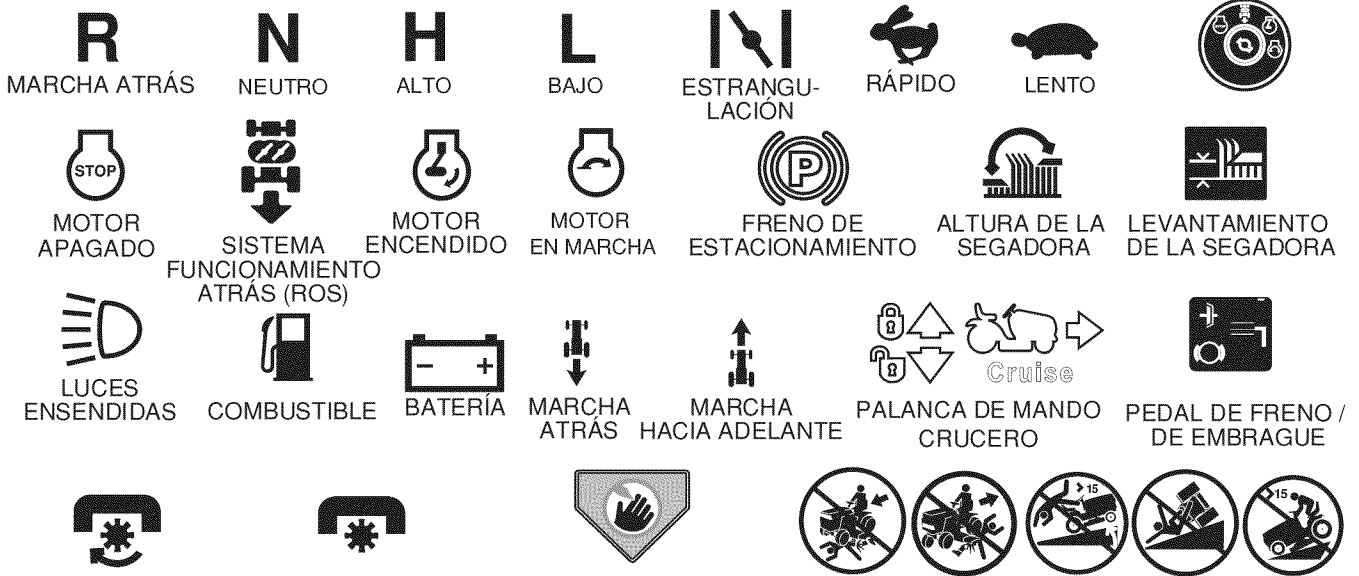 R
N
H
L
MARCHA ATRÁS
NEUTRO
ALTO
BAJO
ESTRANGU-
LACIÓN
RÁPIDO
LENTO
STOP
P
MOTOR
APAGADO
SISTEMA
FUNCIONAMIENTO
ATRÁS (ROS)
MOTOR
ENCENDIDO
MOTOR
EN MARCHA
FRENO DE
ESTACIONAMIENTO
ALTURA DE LA
SEGADORA
LEVANTAMIENTO
DE LA SEGADORA
Cruise
LUCES
ENSENDIDAS
COMBUSTIBLE
- +
BATERÍA
MARCHA
ATRÁS
MARCHA
HACIA ADELANTE
PALANCA DE MANDO
CRUCERO
PEDAL DE FRENO /
DE EMBRAGUE
15
15